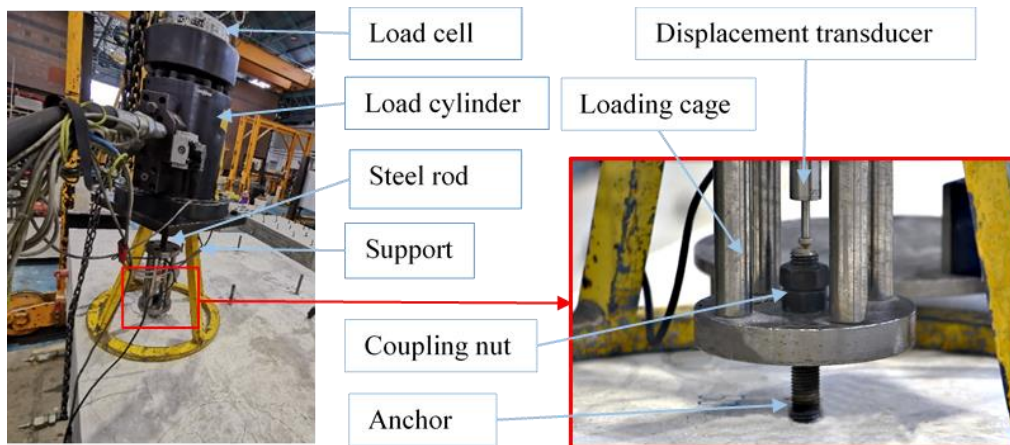 Load cell
Displacement transducer
Load cylinder
Loading cage
Steel rod
Support
Coupling nut
Anchor